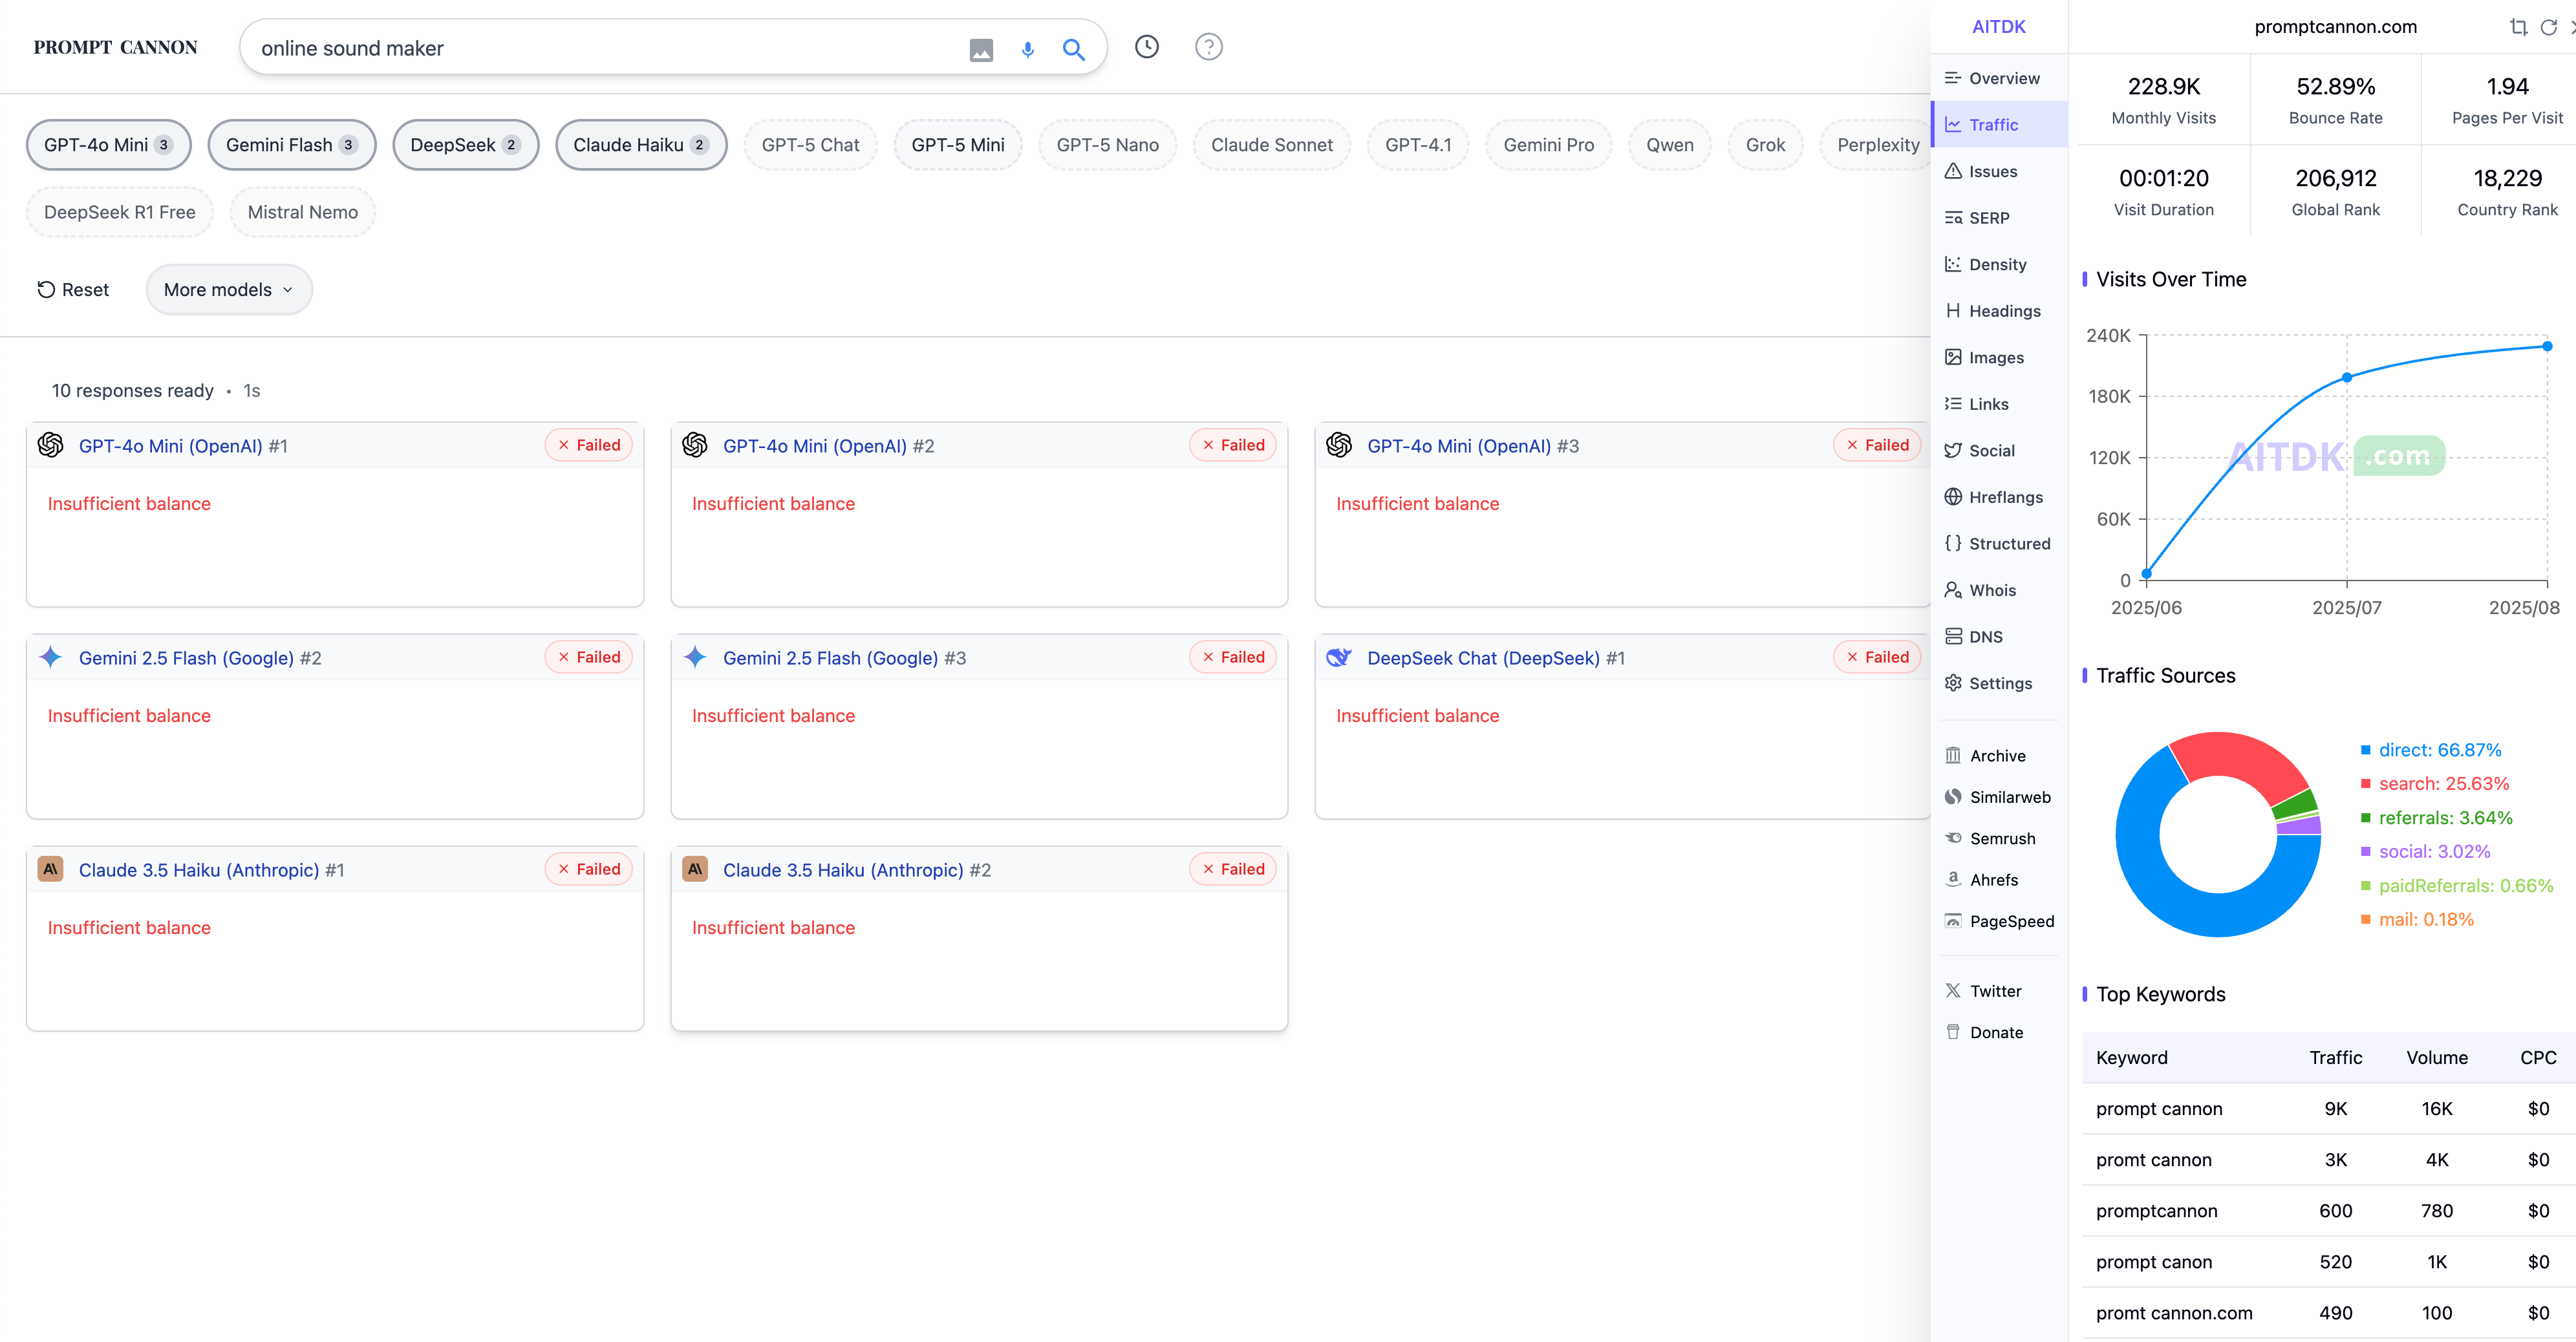 PROMPT CANNON
online sound maker
GPT-4o Mini 3
Gemini Flash 3
DeepSeek 2
Claude Haiku 2
GPT-5 Chat
GPT-5 Mini
GPT-5 Nano
Claude Sonnet
GPT-4.1
Gemini Pro
Qwen
Grok
Perplexity
DeepSeek R1 Free
Mistral Nemo
Reset
More models
10 responses ready • 1s
GPT-4o Mini (OpenAI) #1
Failed
Insufficient balance
GPT-4o Mini (OpenAI) #2
Failed
Insufficient balance
GPT-4o Mini (OpenAI) #3
Failed
Insufficient balance
Gemini 2.5 Flash (Google) #2
Failed
Insufficient balance
Gemini 2.5 Flash (Google) #3
Failed
Insufficient balance
DeepSeek Chat (DeepSeek) #1
Failed
Insufficient balance
Claude 3.5 Haiku (Anthropic) #1
Failed
Insufficient balance
Claude 3.5 Haiku (Anthropic) #2
Failed
Insufficient balance
AITDK
Overview
Traffic
Issues
SERP
Density
Headings
Images
Links
Social
Hreflangs
Structured
Whois
DNS
Settings
Archive
Similarweb
Semrush
Ahrefs
PageSpeed
Twitter
Donate
promptcannon.com
228.9K
Monthly Visits
52.89%
Bounce Rate
1.94
Pages Per Visit
00:01:20
Visit Duration
206,912
Global Rank
18,229
Country Rank
Visits Over Time
240K
180K
120K
60K
0
2025/06
2025/07
2025/08
AITDK .com
Traffic Sources
direct: 66.87%
search: 25.63%
referrals: 3.64%
social: 3.02%
paidReferrals: 0.66%
mail: 0.18%
Top Keywords
Keyword Traffic Volume CPC
prompt cannon 9K 16K $0
promt cannon 3K 4K $0
promptcannon 600 780 $0
prompt canon 520 1K $0
promt cannon.com 490 100 $0